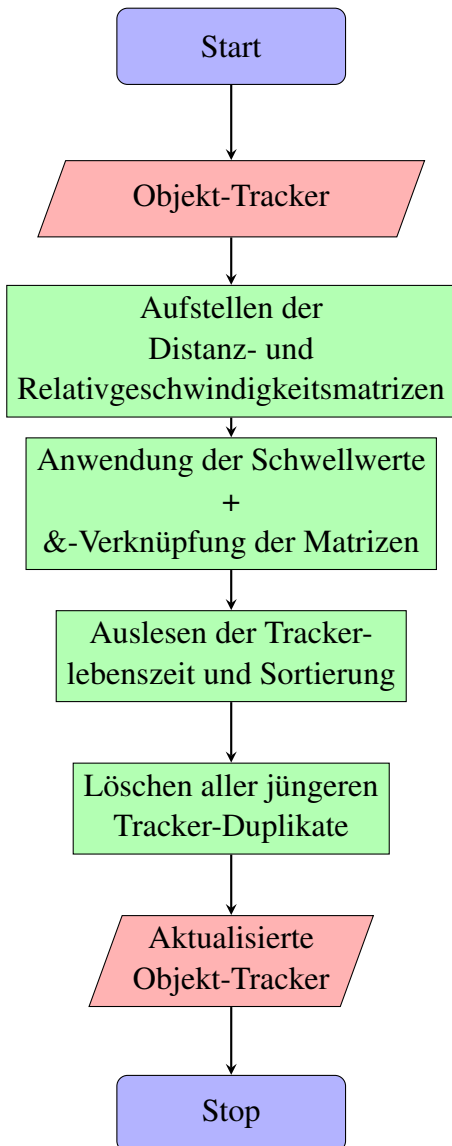 Start
Objekt-Tracker
Aufstellen der
Distanz- und
Relativgeschwindigkeitsmatrizen
Anwendung der Schwellwerte
+
&-Verknüpfung der Matrizen
Auslesen der Tracker-
lebenszeit und Sortierung
Löschen aller jüngeren
Tracker-Duplikate
Aktualisierte
Objekt-Tracker
Stop